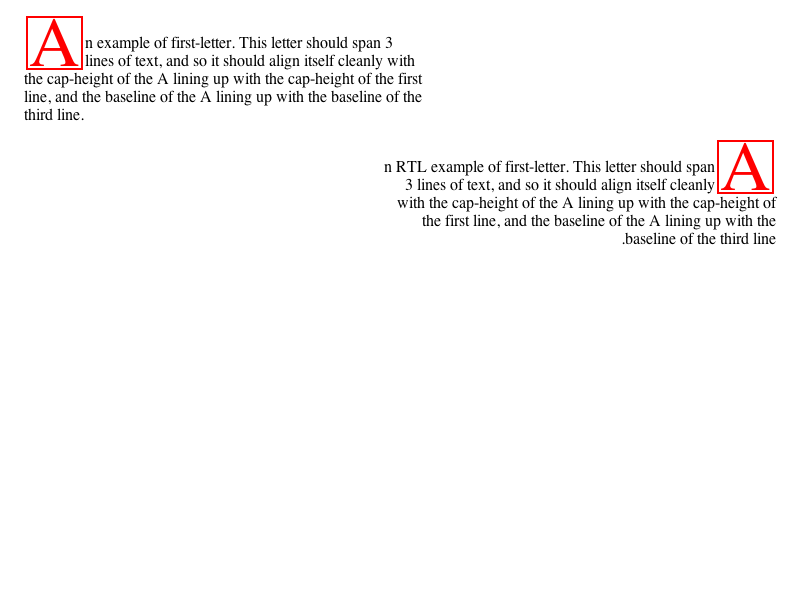 An example of first-letter. This letter should span 3
lines of text, and so it should align itself cleanly with
the cap-height of the A lining up with the cap-height of the first
line, and the baseline of the A lining up with the baseline of the
third line.
An RTL example of first-letter. This letter should span
3 lines of text, and so it should align itself cleanly
with the cap-height of the A lining up with the cap-height of
the first line, and the baseline of the A lining up with the
.baseline of the third line